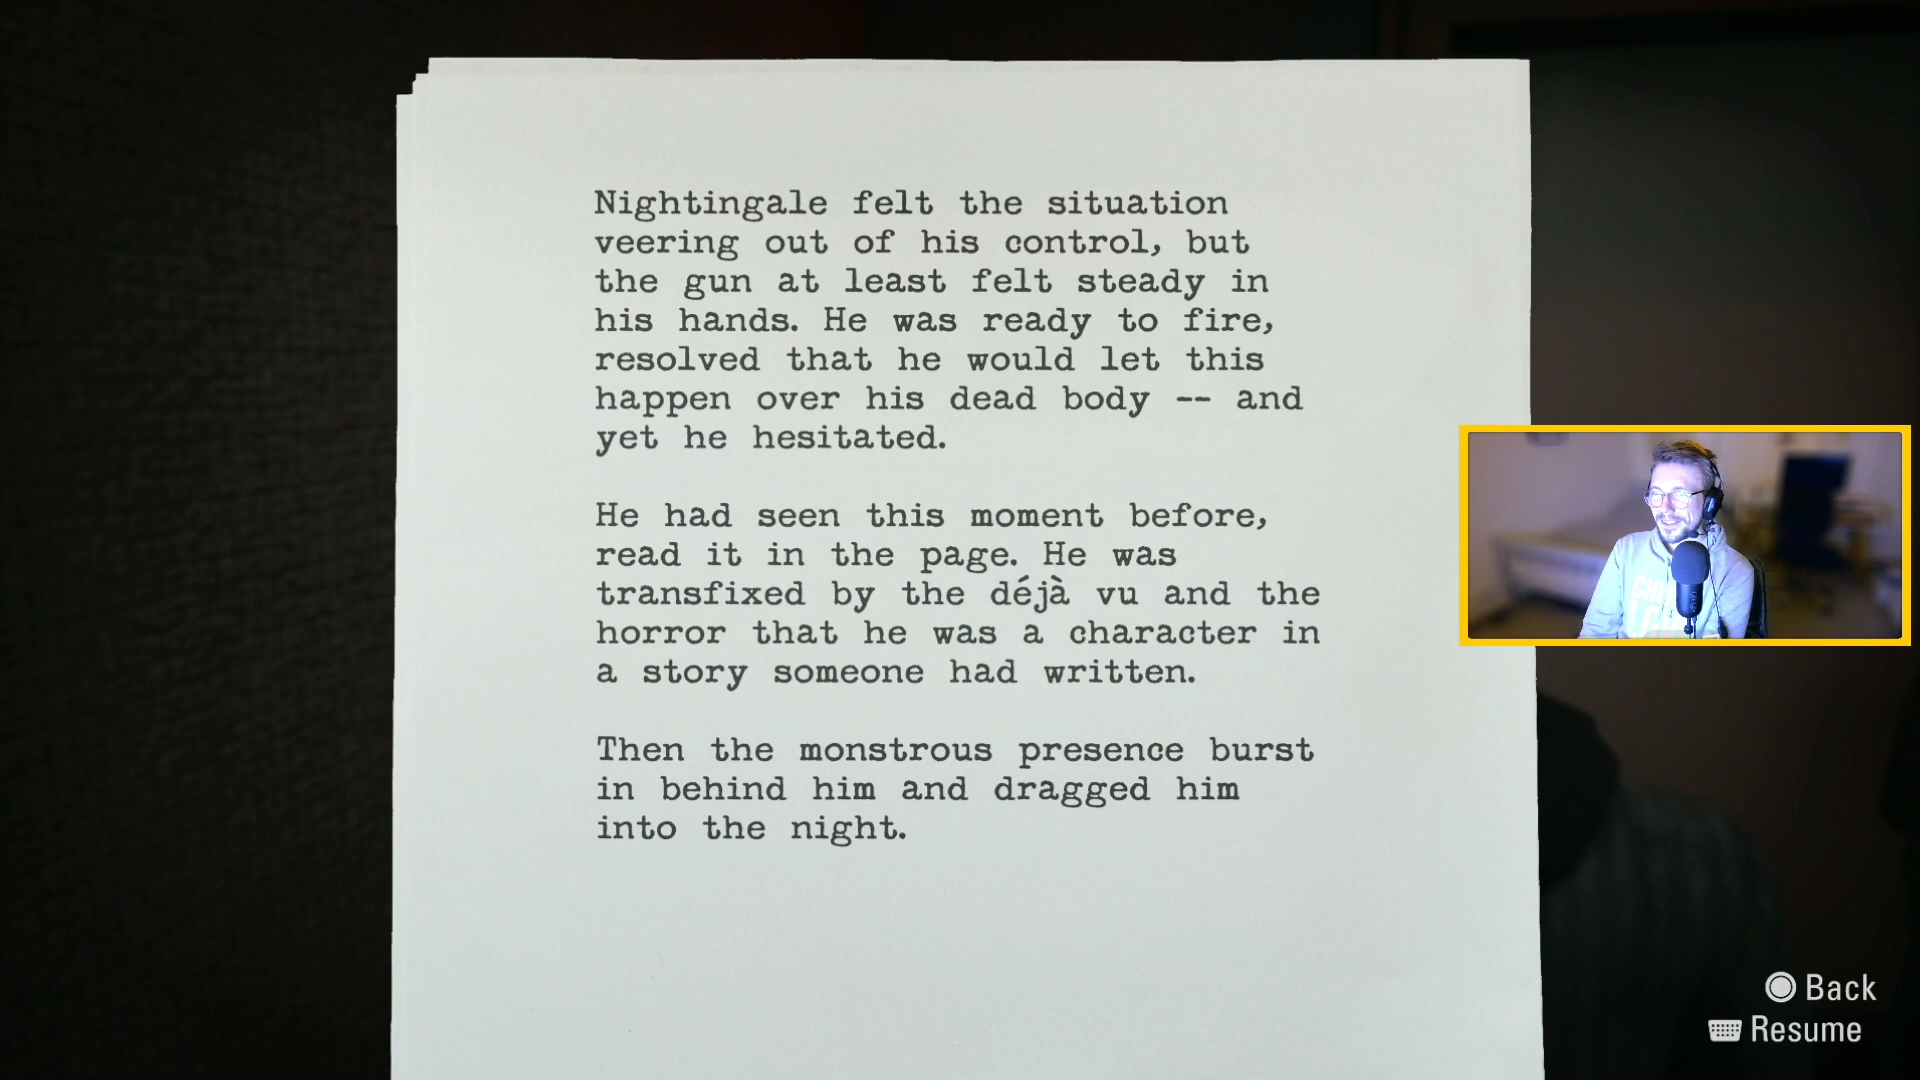 Nightingale felt the situation
veering out of his control, but
the gun at least felt steady in
his hands. He was ready to fire,
resolved that he would let this
happen over his dead body -- and
yet he hesitated.
He had seen this moment before,
read it in the page. He was
transfixed by the déjà vu and the
horror that he was a character in
a story someone had written.
Then the monstrous presence burst
in behind him and dragged him
into the night.
Back
Resume